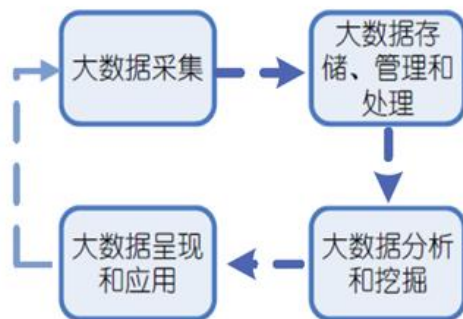 大数据采集
大数据存
储、管理和
处理
大数据呈现
和应用
大数据分析
和挖掘